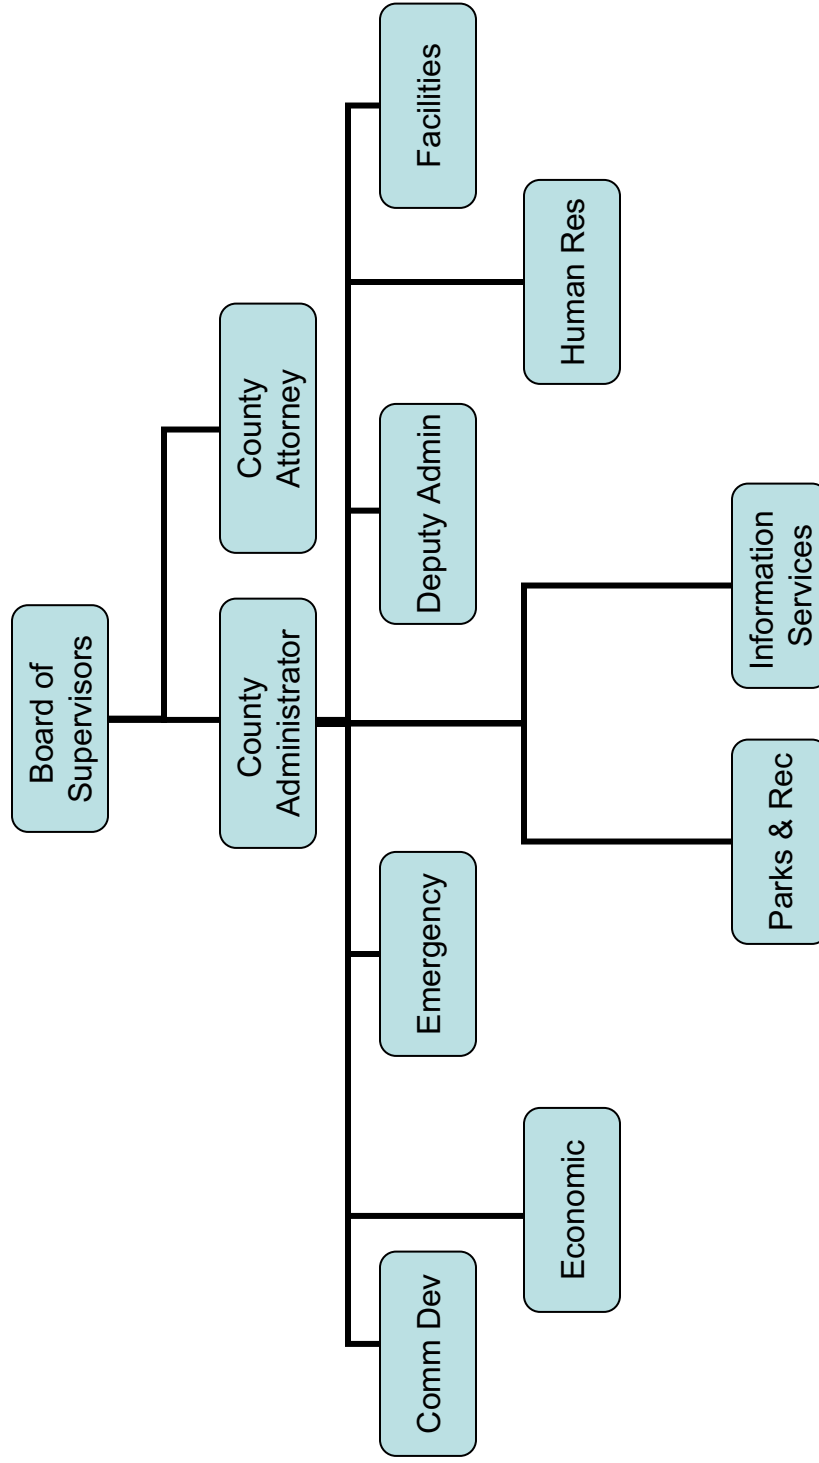 Board of
Supervisors
County
Administrator
County
Attorney
Comm Dev
Emergency
Deputy Admin
Facilities
Economic
Human Res
Parks & Rec
Information
Services